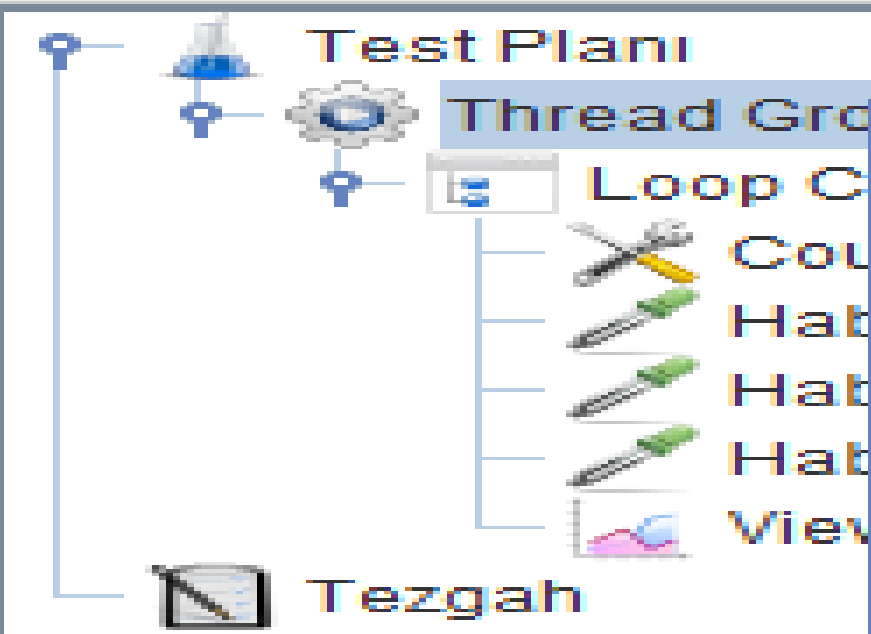 Test Planı
Thread Gro
Loop C
Cou
Hab
Hab
Hab
View
Tezgah